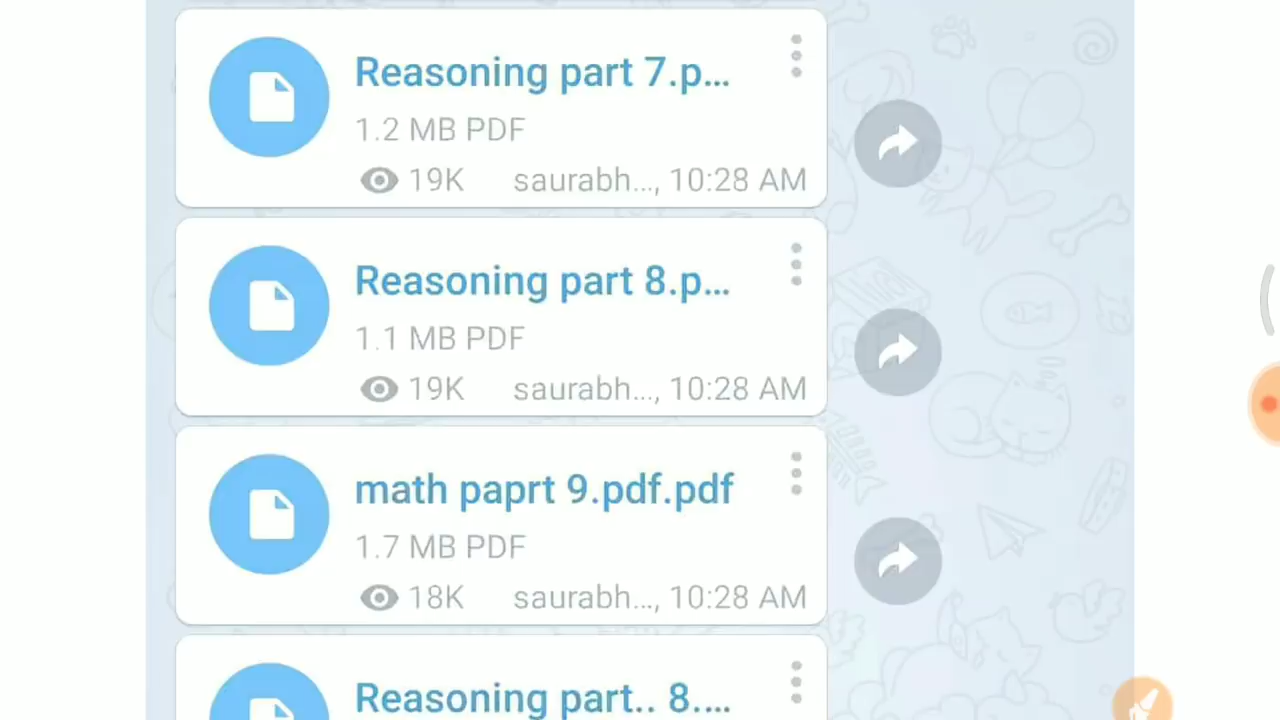 Reasoning part 7.p...
1.2 MB PDF
19K saurabh..., 10:28 AM
Reasoning part 8.p...
1.1 MB PDF
19K saurabh..., 10:28 AM
math paprt 9.pdf.pdf
1.7 MB PDF
18K saurabh..., 10:28 AM
Reasoning part.. 8....